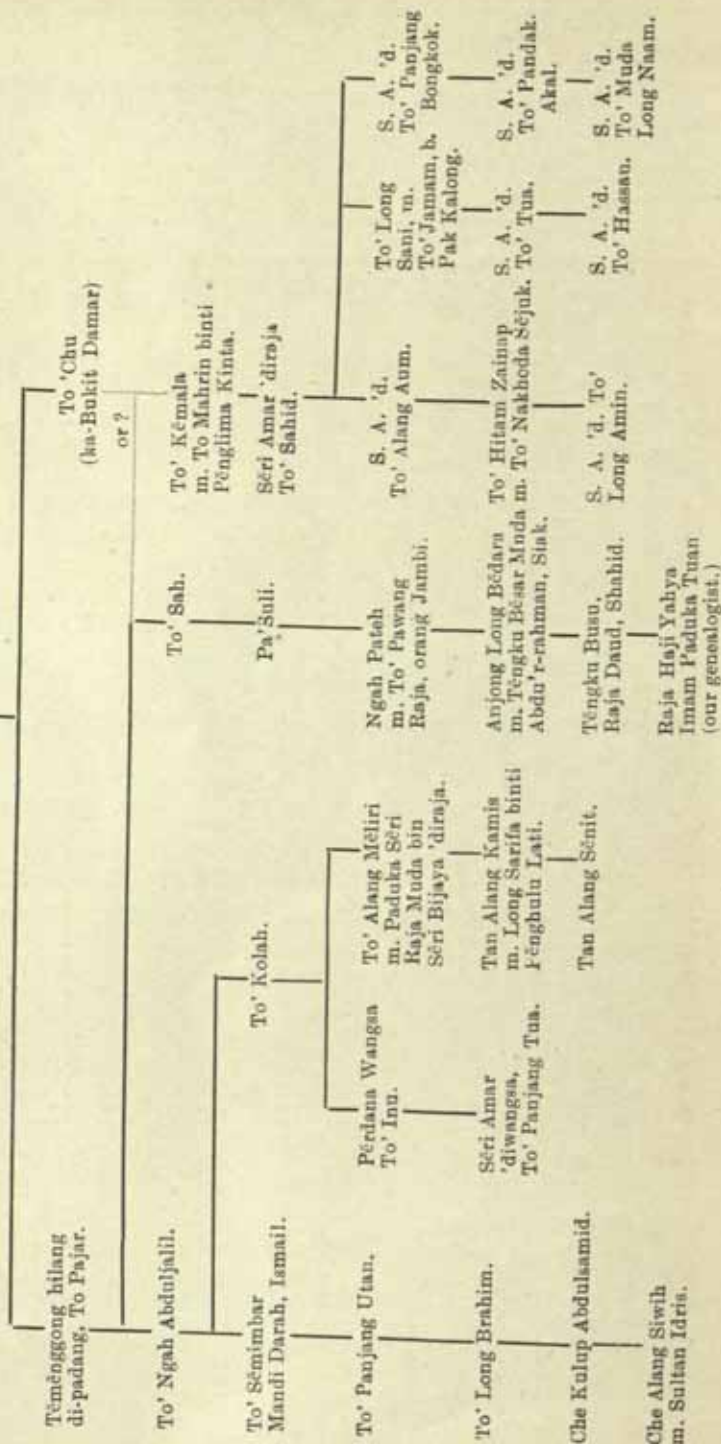 Tĕmĕnggong hilang
di-padang, To Pajar.
To 'Chu
(ka-Bukit Damar)
or ?
To' Ngah Abduljalil.
To' Sah.
To' Kĕmala
m. To Mahrin binti
Pĕnglima Kinta.
To' Sĕmimbar
Mandi Darah, Ismail.
To' Kolah.
Pa' Suli.
Sĕri Amar 'diraja
To' Sahid.
To' Panjang Utan.
Pĕrdana Wangsa
To' Inu.
To' Alang Mĕliri
m. Paduka Sĕri
Raja Muda bin
Sĕri Bijaya 'diraja.
Ngah Pateh
m. To' Pawang
Raja, orang Jambi.
S. A. 'd.
To' Alang Aum.
To' Long
Sani, m.
To' Jamam, b.
Pak Kalong.
S. A. 'd.
To' Panjang
Bongkok.
To' Long Brahim.
Sĕri Amar
'diwangsa,
To' Panjang Tua.
Tan Alang Kamis
m. Long Sarifa binti
Pĕnghulu Lati.
Anjong Long Bĕdara
m. Tĕngku Bĕsar Muda
Abdu'r-rahman, Siak.
To' Hitam Zainap
m. To' Nakhoda Sĕjuk.
S. A. 'd.
To' Tua.
S. A. 'd.
To' Pandak.
Akal.
Che Kulup Abdulsamid.
Tan Alang Sĕnit.
Tĕngku Busu,
Raja Daud, Shahid.
S. A. 'd. To'
Long Amin.
S. A. 'd.
To' Hassan.
S. A. 'd.
To' Muda
Long Naam.
Che Alang Siwih
m. Sultan Idris.
Raja Haji Yahya
Imam Paduka Tuan
(our genealogist.)